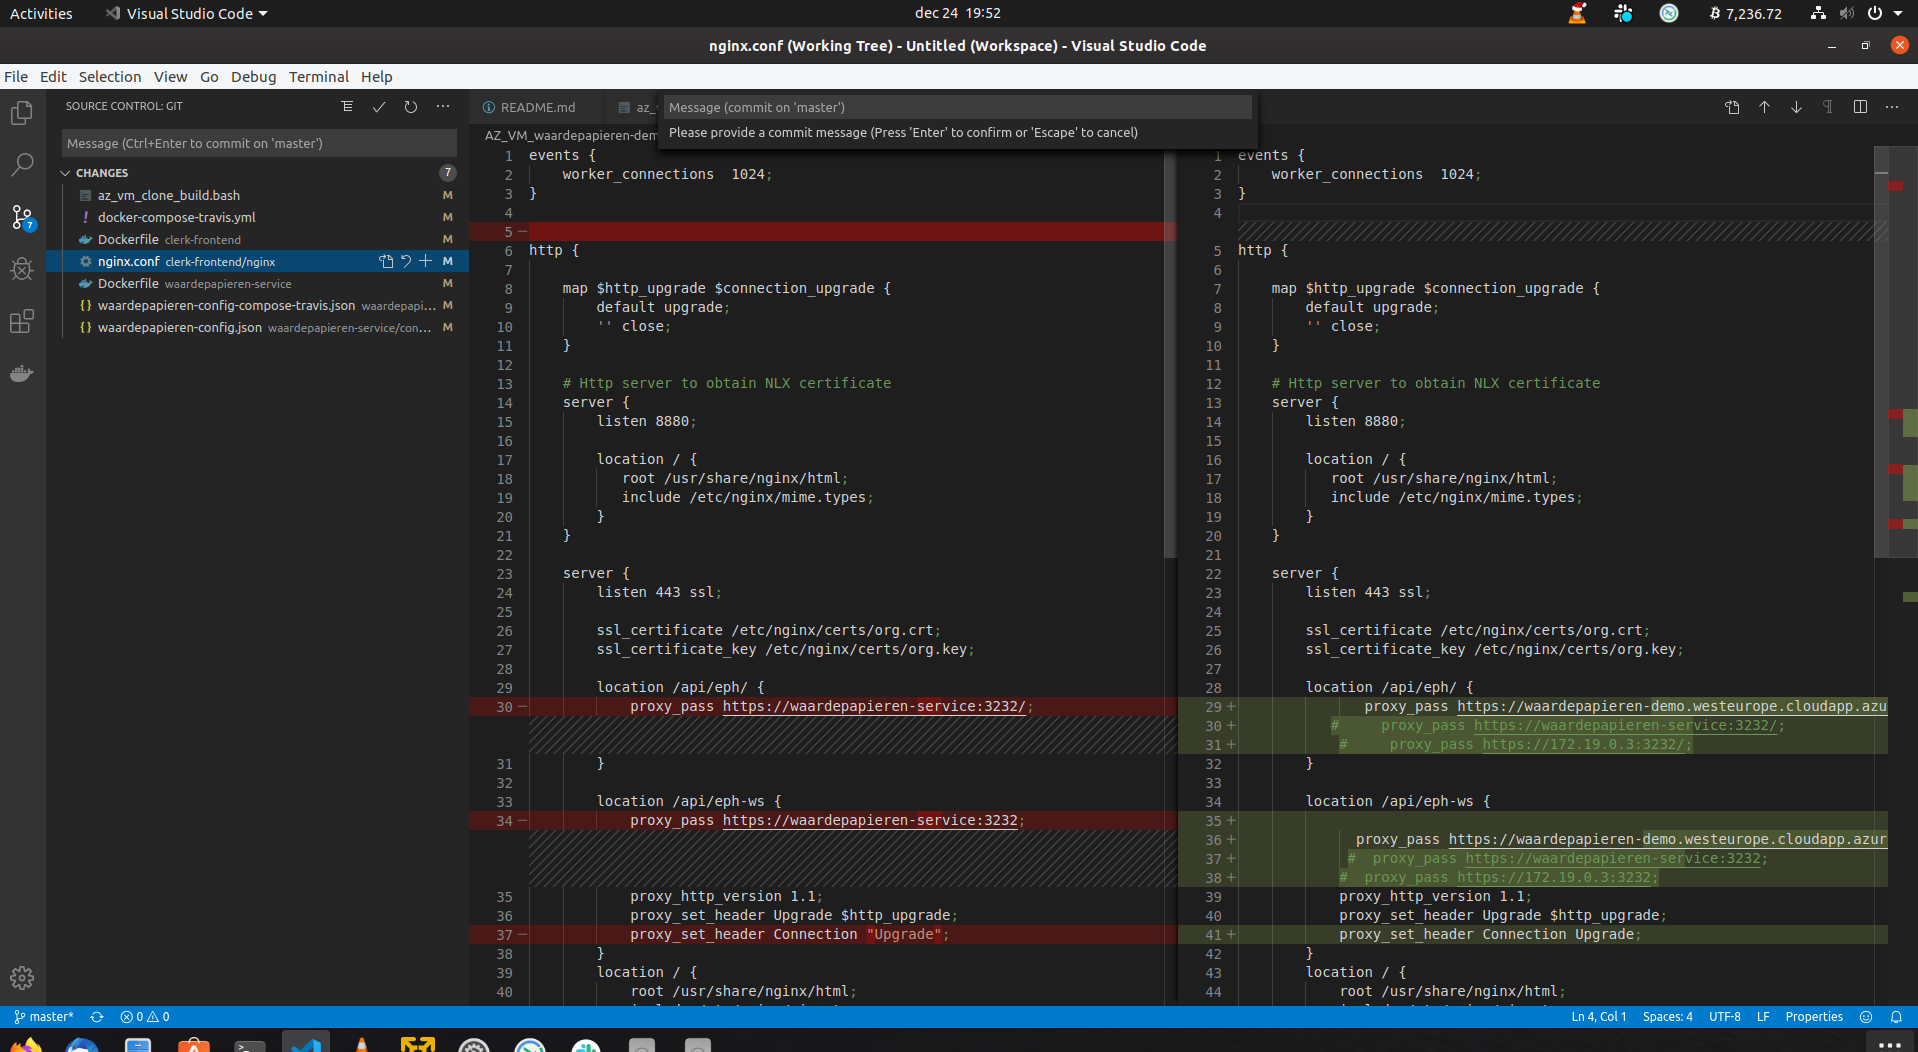 Activities
Visual Studio Code
dec 24 19:52
₿ 7,236.72
nginx.conf (Working Tree) - Untitled (Workspace) - Visual Studio Code
File Edit Selection View Go Debug Terminal Help
SOURCE CONTROL: GIT
Message (Ctrl+Enter to commit on 'master')
CHANGES 7
az_vm_clone_build.bash M
! docker-compose-travis.yml M
Dockerfile clerk-frontend M
nginx.conf clerk-frontend/nginx M
Dockerfile waardepapieren-service M
{} waardepapieren-config-compose-travis.json waardepapi... M
{} waardepapieren-config.json waardepapieren-service/con... M
7
README.md
az_
Message (commit on 'master')
Please provide a commit message (Press 'Enter' to confirm or 'Escape' to cancel)
AZ_VM_waardepapieren-dem
1 events {
2 worker_connections 1024;
3 }
4
5 −
6 http {
7
8 map $http_upgrade $connection_upgrade {
9 default upgrade;
10 '' close;
11 }
12
13 # Http server to obtain NLX certificate
14 server {
15 listen 8880;
16
17 location / {
18 root /usr/share/nginx/html;
19 include /etc/nginx/mime.types;
20 }
21 }
22
23 server {
24 listen 443 ssl;
25
26 ssl_certificate /etc/nginx/certs/org.crt;
27 ssl_certificate_key /etc/nginx/certs/org.key;
28
29 location /api/eph/ {
30 − proxy_pass https://waardepapieren-service:3232/;
31 }
32
33 location /api/eph-ws {
34 − proxy_pass https://waardepapieren-service:3232;
35 proxy_http_version 1.1;
36 proxy_set_header Upgrade $http_upgrade;
37 − proxy_set_header Connection "Upgrade";
38 }
39 location / {
40 root /usr/share/nginx/html;
1 events {
2 worker_connections 1024;
3 }
4
5 http {
6
7 map $http_upgrade $connection_upgrade {
8 default upgrade;
9 '' close;
10 }
11
12 # Http server to obtain NLX certificate
13 server {
14 listen 8880;
15
16 location / {
17 root /usr/share/nginx/html;
18 include /etc/nginx/mime.types;
19 }
20 }
21
22 server {
23 listen 443 ssl;
24
25 ssl_certificate /etc/nginx/certs/org.crt;
26 ssl_certificate_key /etc/nginx/certs/org.key;
27
28 location /api/eph/ {
29 + proxy_pass https://waardepapieren-demo.westeurope.cloudapp.azu
30 + # proxy_pass https://waardepapieren-service:3232/;
31 + # proxy_pass https://172.19.0.3:3232/;
32 }
33
34 location /api/eph-ws {
35 +
36 + proxy_pass https://waardepapieren-demo.westeurope.cloudapp.azur
37 + # proxy_pass https://waardepapieren-service:3232;
38 + # proxy_pass https://172.19.0.3:3232;
39 proxy_http_version 1.1;
40 proxy_set_header Upgrade $http_upgrade;
41 + proxy_set_header Connection Upgrade;
42 }
43 location / {
44 root /usr/share/nginx/html;
master* 0 0
Ln 4, Col 1 Spaces: 4 UTF-8 LF Properties